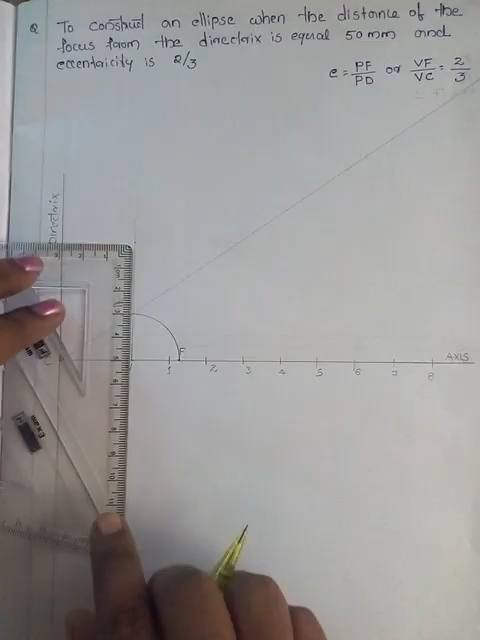 Q To construct an ellipse when the distance of the
focus from the directrix is equal 50 mm and
eccentricity is 2/3
e = PF/PD or VF/VC = 2/3
Directrix
F
AXIS
1 2 3 4 5 6 7 8
Exam